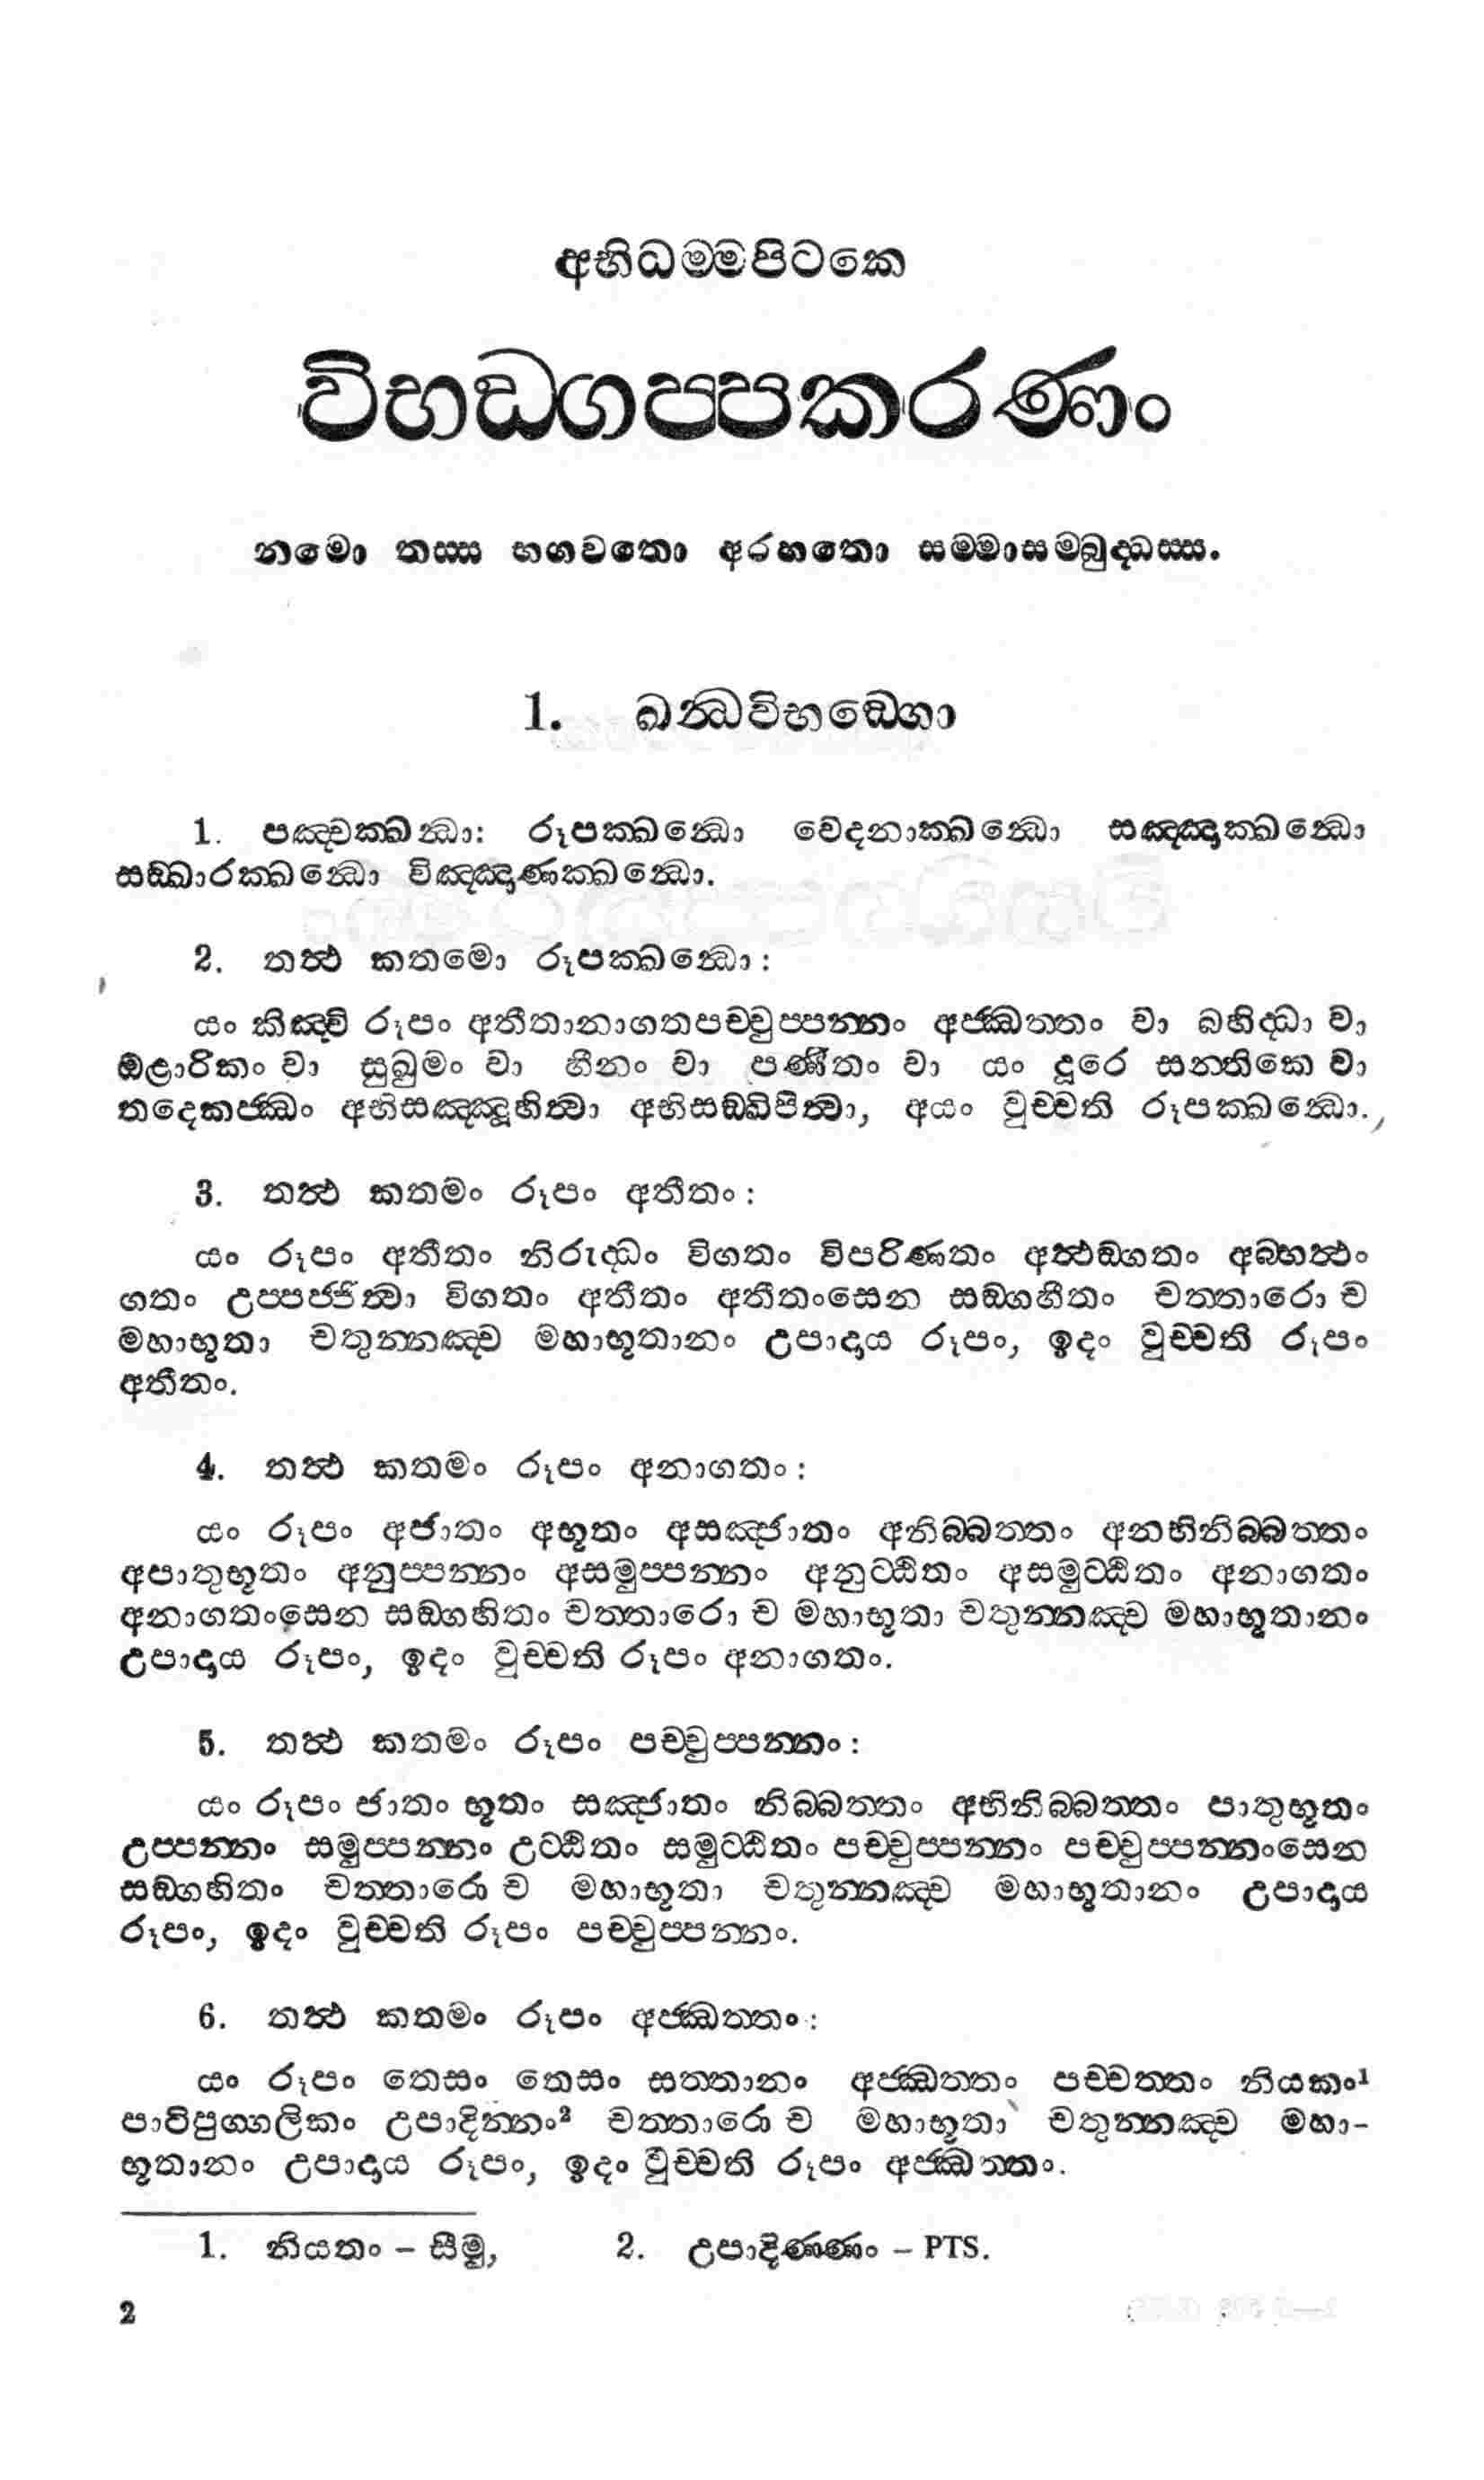 අභිධම්මපිටකෙ
විභඞ්ගප්පකරණං
නමො තස්ස භගවතො අරහතො සම්මාසම්බුද්ධස්ස.
1. ඛන්ධවිභඞ්ගො
1. පඤ්චක්ඛන්ධා: රූපක්ඛන්ධො වෙදනාක්ඛන්ධො සඤ්ඤාක්ඛන්ධො
සඞ්ඛාරක්ඛන්ධො විඤ්ඤාණක්ඛන්ධො.
2. තත්‍ථ කතමො රූපක්ඛන්ධො:
යං කිඤ්චි රූපං අතීතානාගතපච්චුප්පන්නං අජ්ඣත්තං වා බහිද්ධා වා
ඔළාරිකං වා සුඛුමං වා හීනං වා පණීතං වා යං දූරෙ සන්තිකෙ වා
තදෙකජ්ඣං අභිසඤ්ඤූහිත්‍වා අභිසඞ්ඛිපිත්‍වා, අයං වුච්චති රූපක්ඛන්ධො.
3. තත්‍ථ කතමං රූපං අතීතං:
යං රූපං අතීතං නිරුද්ධං විගතං විපරිණතං අත්‍ථඞ්ගතං අබ්භත්‍ථං
ගතං උප්පජ්ජිත්‍වා විගතං අතීතං අතීතංසෙන සඞ්ගහීතං චත්තාරො ච
මහාභූතා චතුන්නඤ්ච මහාභූතානං උපාදාය රූපං, ඉදං වුච්චති රූපං
අතීතං.
4. තත්‍ථ කතමං රූපං අනාගතං:
යං රූපං අජාතං අභූතං අසඤ්ජාතං අනිබ්බත්තං අනභිනිබ්බත්තං
අපාතුභූතං අනුප්පන්නං අසමුප්පන්නං අනුට්ඨිතං අසමුට්ඨිතං අනාගතං
අනාගතංසෙන සඞ්ගහිතං චත්තාරො ච මහාභූතා චතුන්නඤ්ච මහාභූතානං
උපාදාය රූපං, ඉදං වුච්චති රූපං අනාගතං.
5. තත්‍ථ කතමං රූපං පච්චුප්පන්නං:
යං රූපං ජාතං භූතං සඤ්ජාතං නිබ්බත්තං අභිනිබ්බත්තං පාතුභූතං
උප්පන්නං සමුප්පන්නං උට්ඨිතං සමුට්ඨිතං පච්චුප්පන්නං පච්චුප්පන්නංසෙන
සඞ්ගහිතං චත්තාරො ච මහාභූතා චතුන්නඤ්ච මහාභූතානං උපාදාය
රූපං, ඉදං වුච්චති රූපං පච්චුප්පන්නං.
6. තත්‍ථ කතමං රූපං අජ්ඣත්තං:
යං රූපං තෙසං තෙසං සත්තානං අජ්ඣත්තං පච්චත්තං නියකං¹
පාටිපුග්ගලිකං උපාදින්නං² චත්තාරො ච මහාභූතා චතුන්නඤ්ච මහා-
භූතානං උපාදාය රූපං, ඉදං වුච්චති රූපං අජ්ඣත්තං.
1. නියතං – සීමු, 2. උපාදිණ්ණං – PTS.
2